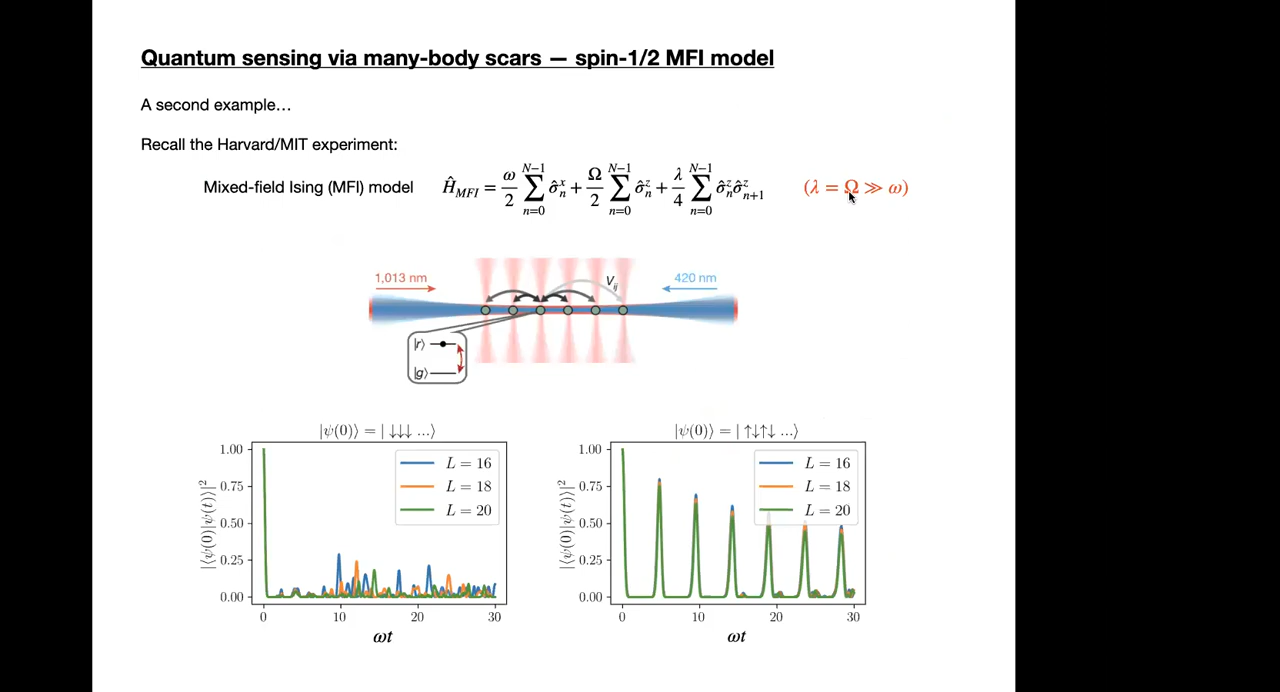 Quantum sensing via many-body scars — spin-1/2 MFI model
A second example…
Recall the Harvard/MIT experiment:
Mixed-field Ising (MFI) model Ĥ_MFI = ω/2 ∑_{n=0}^{N−1} σ̂_n^x + Ω/2 ∑_{n=0}^{N−1} σ̂_n^z + λ/4 ∑_{n=0}^{N−1} σ̂_n^z σ̂_{n+1}^z (λ = Ω ≫ ω)
1,013 nm V_ij 420 nm
|r⟩
|g⟩
|ψ(0)⟩ = | ↓↓↓ ...⟩
|⟨ψ(0)|ψ(t)⟩|²
1.00
0.75
0.50
0.25
0.00
L = 16
L = 18
L = 20
0 10 20 30
ωt
|ψ(0)⟩ = | ↑↓↑↓ ...⟩
|⟨ψ(0)|ψ(t)⟩|²
1.00
0.75
0.50
0.25
0.00
L = 16
L = 18
L = 20
0 10 20 30
ωt